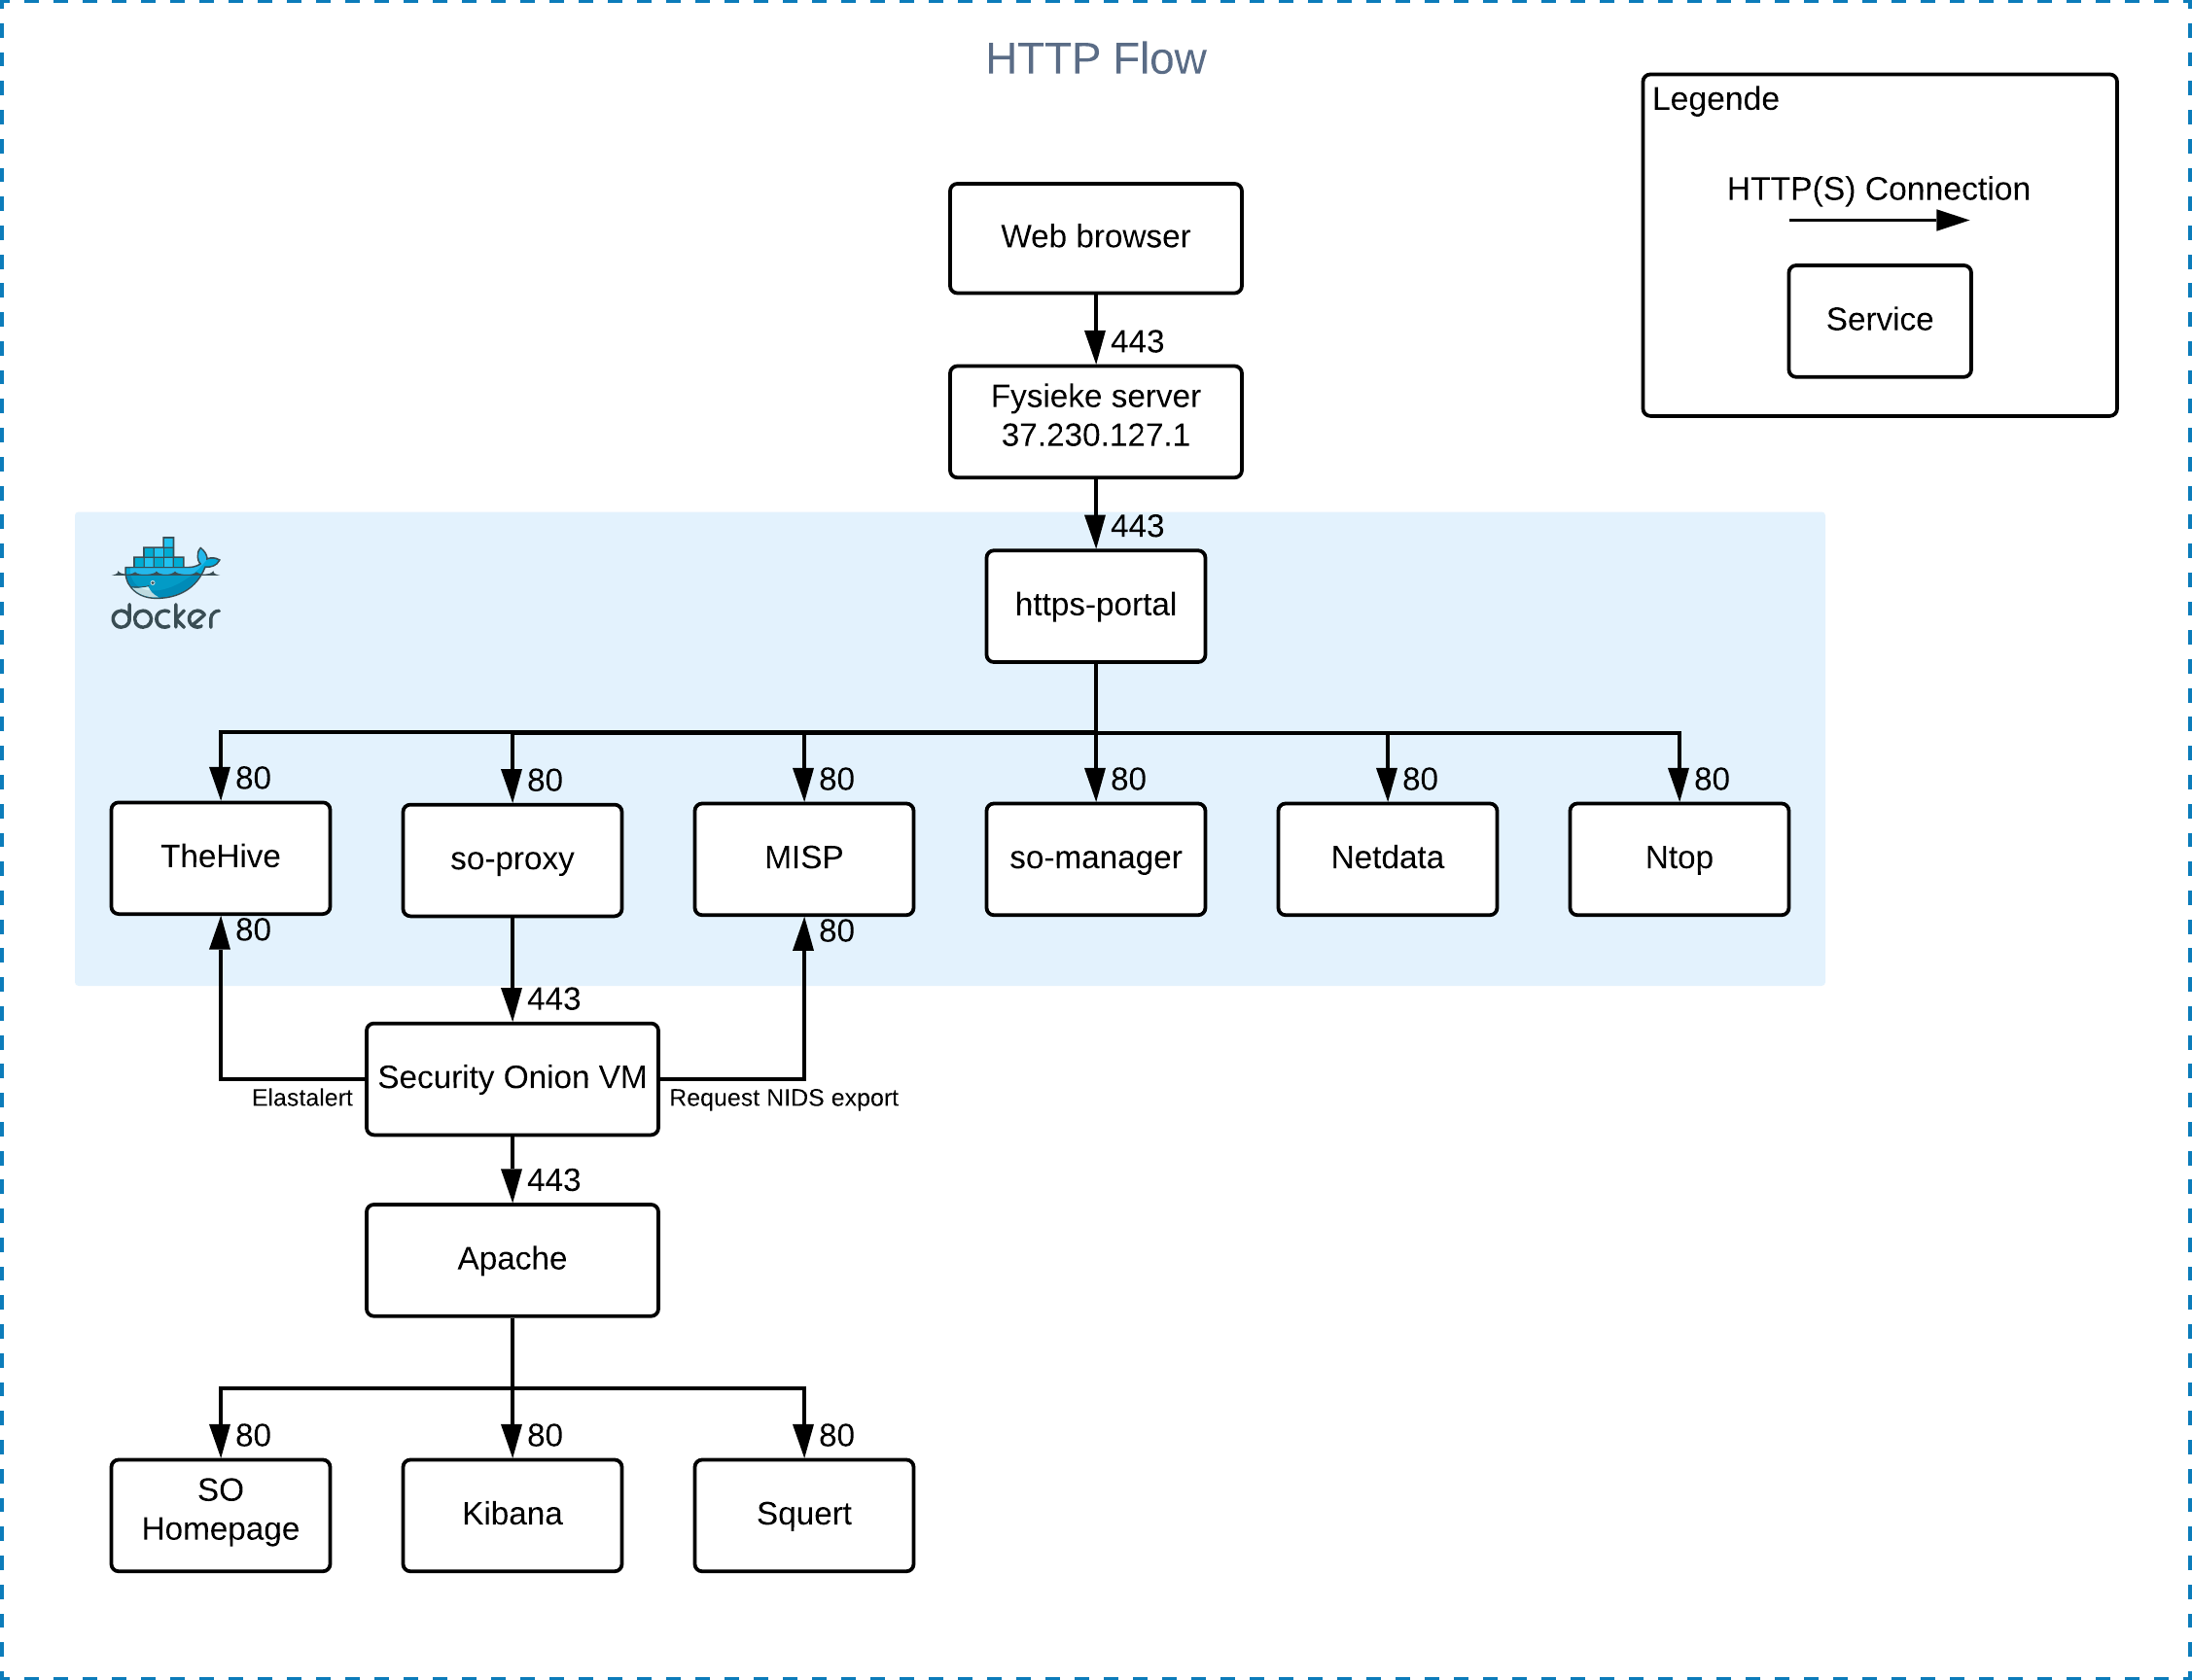 HTTP Flow
Legende
HTTP(S) Connection
Service
Web browser
443
Fysieke server
37.230.127.1
443
docker
https-portal
80
80
80
80
80
80
TheHive
so-proxy
MISP
so-manager
Netdata
Ntop
80
80
443
Security Onion VM
Elastalert
Request NIDS export
443
Apache
80
80
80
SO
Homepage
Kibana
Squert